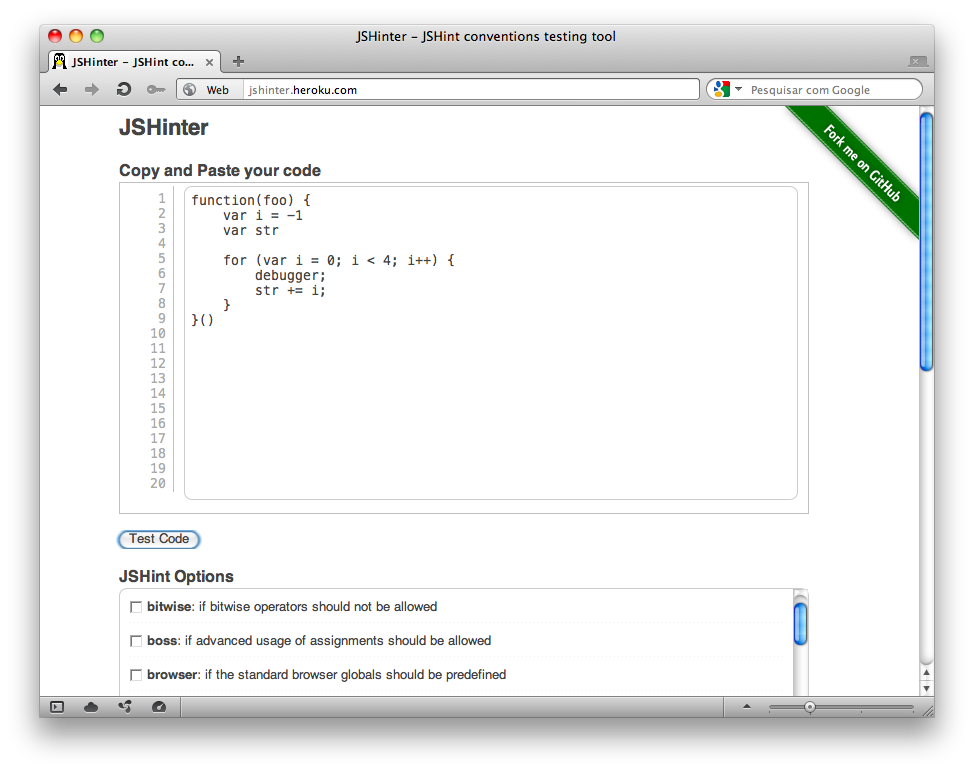 JSHinter – JSHint conventions testing tool
JSHinter – JSHint co...
Web
jshinter.heroku.com
Pesquisar com Google
Fork me on GitHub
JSHinter
Copy and Paste your code
1 function(foo) {
2     var i = -1
3     var str
4
5     for (var i = 0; i < 4; i++) {
6         debugger;
7         str += i;
8     }
9 }()
10
11
12
13
14
15
16
17
18
19
20
Test Code
JSHint Options
bitwise: if bitwise operators should not be allowed
boss: if advanced usage of assignments should be allowed
browser: if the standard browser globals should be predefined